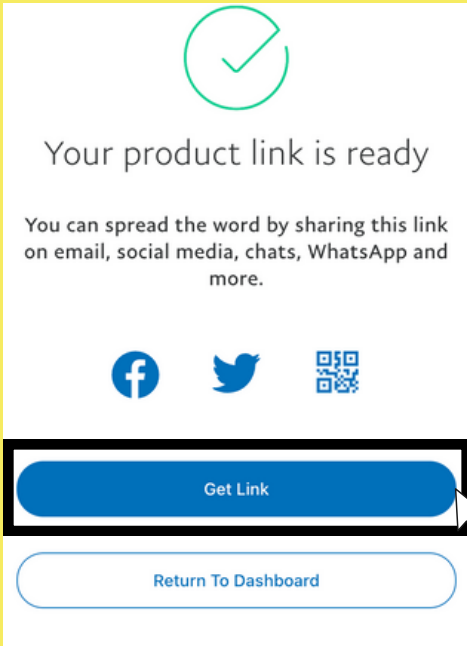 Your product link is ready
You can spread the word by sharing this link
on email, social media, chats, WhatsApp and
more.
Get Link
Return To Dashboard